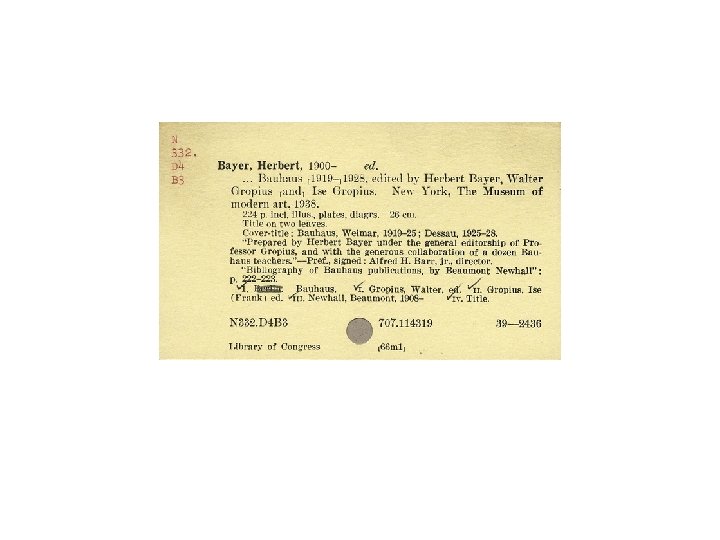 N
332.
D4
B3
Bayer, Herbert, 1900– ed.
... Bauhaus [1919–]1928, edited by Herbert Bayer, Walter
Gropius [and] Ise Gropius. New York, The Museum of
modern art, 1938.
224 p. incl. illus., plates, diagrs. 26 cm.
Title on two leaves.
Cover-title: Bauhaus, Weimar, 1919–25; Dessau, 1925–28.
"Prepared by Herbert Bayer under the general editorship of Pro-
fessor Gropius, and with the generous collaboration of a dozen Bau-
haus teachers."—Pref., signed: Alfred H. Barr, jr., director.
"Bibliography of Bauhaus publications, by Beaumont Newhall":
p. 222–223.
1. Bauhaus. I. Gropius, Walter, ed. II. Gropius, Ise
(Frank) ed. III. Newhall, Beaumont, 1908– IV. Title.
N332.D4B3 707.114319 39—2436
Library of Congress [66m1]